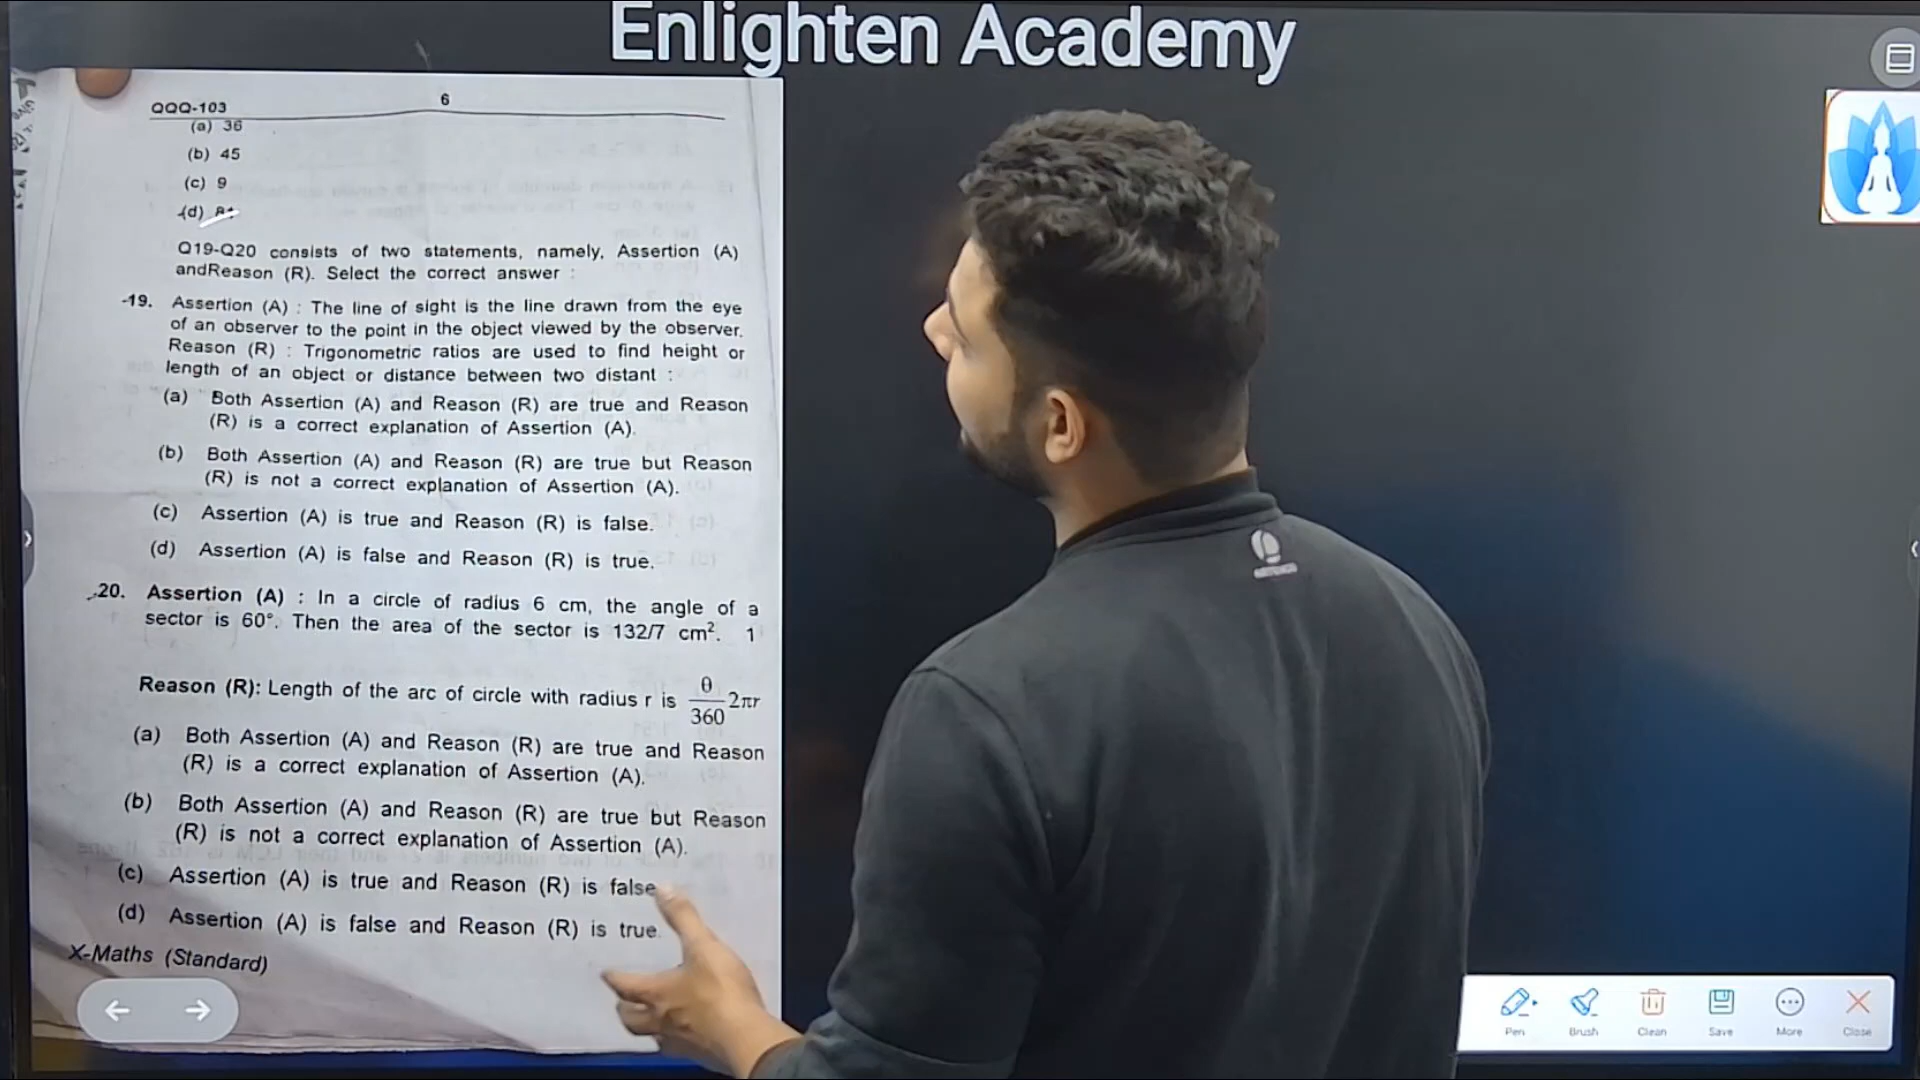 Enlighten Academy
QQQ-103
6
(a) 36
(b) 45
(c) 9
(d) 81
Q19-Q20 consists of two statements, namely, Assertion (A)
andReason (R). Select the correct answer :
19. Assertion (A) : The line of sight is the line drawn from the eye
of an observer to the point in the object viewed by the observer.
Reason (R) : Trigonometric ratios are used to find height or
length of an object or distance between two distant :
(a) Both Assertion (A) and Reason (R) are true and Reason
(R) is a correct explanation of Assertion (A).
(b) Both Assertion (A) and Reason (R) are true but Reason
(R) is not a correct explanation of Assertion (A).
(c) Assertion (A) is true and Reason (R) is false.
(d) Assertion (A) is false and Reason (R) is true.
20. Assertion (A) : In a circle of radius 6 cm, the angle of a
sector is 60°. Then the area of the sector is 132/7 cm². 1
Reason (R): Length of the arc of circle with radius r is θ/360 2πr
(a) Both Assertion (A) and Reason (R) are true and Reason
(R) is a correct explanation of Assertion (A).
(b) Both Assertion (A) and Reason (R) are true but Reason
(R) is not a correct explanation of Assertion (A).
(c) Assertion (A) is true and Reason (R) is false
(d) Assertion (A) is false and Reason (R) is true
X-Maths (Standard)
Pen Brush Clean Save More Close